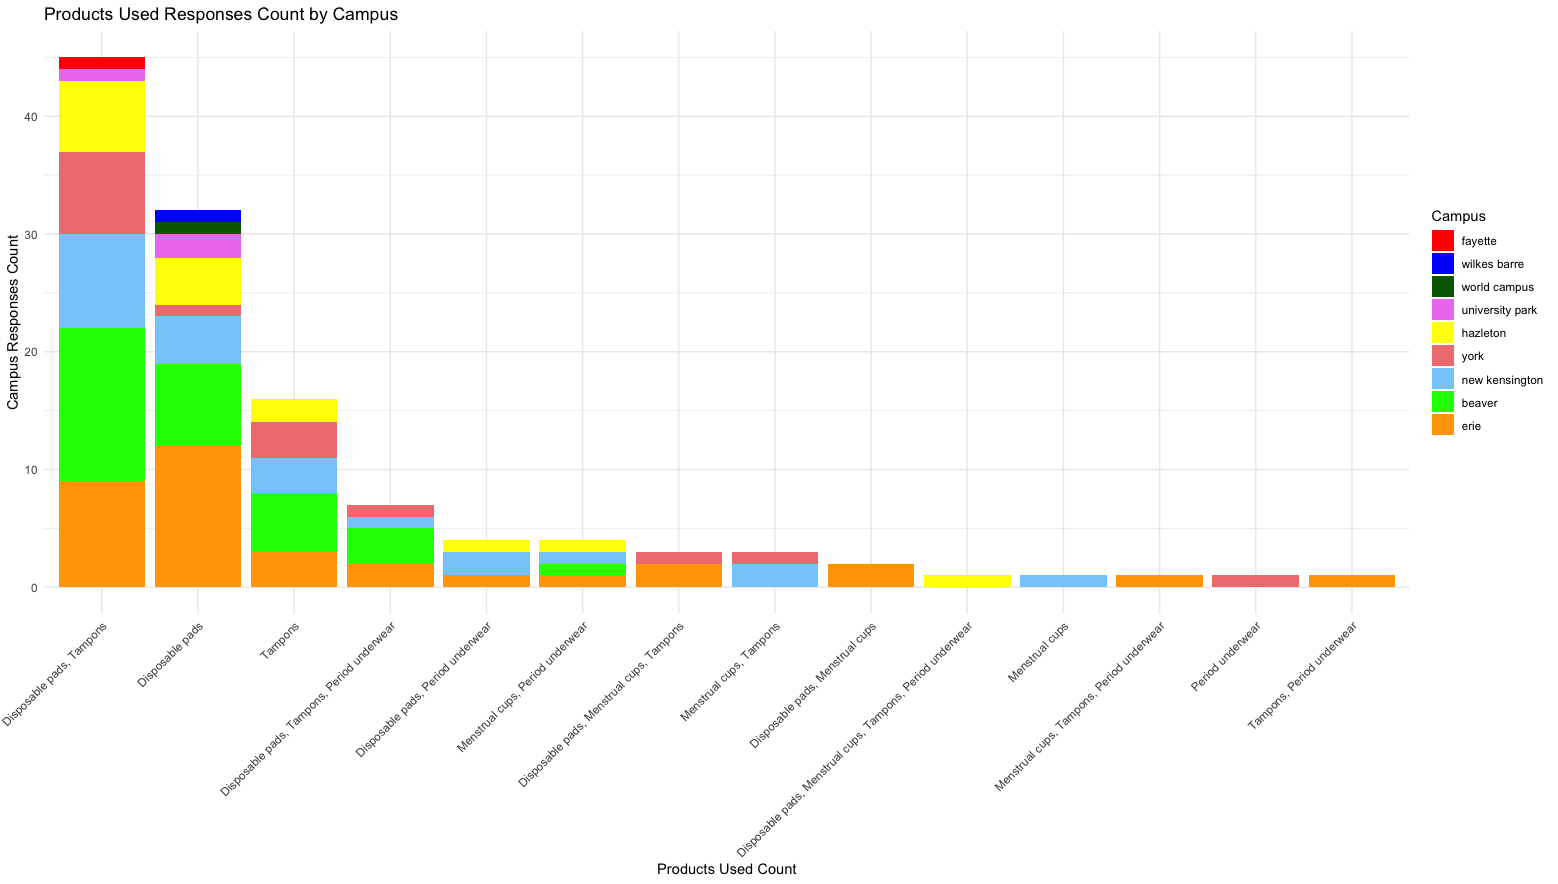 Products Used Responses Count by Campus
Campus Responses Count
40
30
20
10
0
Disposable pads, Tampons
Disposable pads
Tampons
Disposable pads, Tampons, Period underwear
Disposable pads, Period underwear
Menstrual cups, Period underwear
Disposable pads, Menstrual cups, Tampons
Menstrual cups, Tampons
Disposable pads, Menstrual cups
Disposable pads, Menstrual cups, Tampons, Period underwear
Menstrual cups
Menstrual cups, Tampons, Period underwear
Period underwear
Tampons, Period underwear
Products Used Count
Campus
fayette
wilkes barre
world campus
university park
hazleton
york
new kensington
beaver
erie